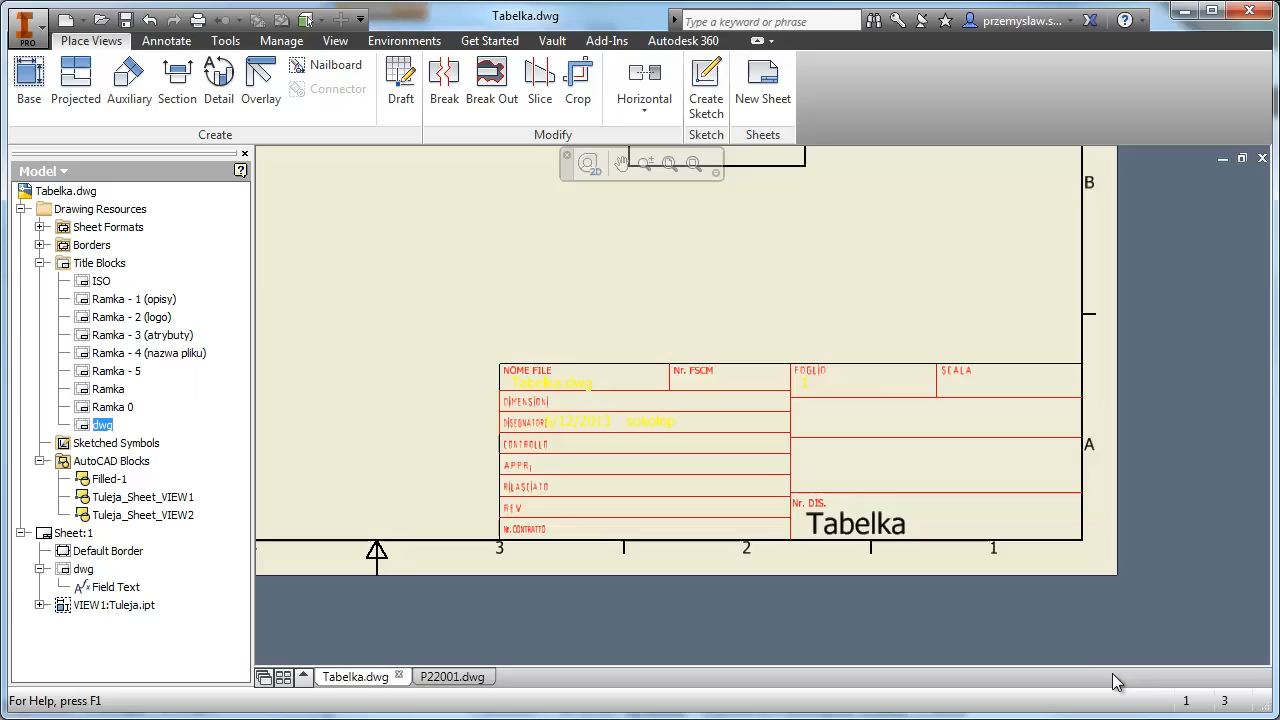 Tabelka.dwg
Type a keyword or phrase
przemyslaw.s...
PRO
Place Views
Annotate
Tools
Manage
View
Environments
Get Started
Vault
Add-Ins
Autodesk 360
Base
Projected
Auxiliary
Section
Detail
Overlay
Nailboard
Connector
Draft
Break
Break Out
Slice
Crop
Horizontal
Create
Sketch
New Sheet
Create
Modify
Sketch
Sheets
Model
Tabelka.dwg
Drawing Resources
Sheet Formats
Borders
Title Blocks
ISO
Ramka - 1 (opisy)
Ramka - 2 (logo)
Ramka - 3 (atrybuty)
Ramka - 4 (nazwa pliku)
Ramka - 5
Ramka
Ramka 0
dwg
Sketched Symbols
AutoCAD Blocks
Filled-1
Tuleja_Sheet_VIEW1
Tuleja_Sheet_VIEW2
Sheet:1
Default Border
dwg
Field Text
VIEW1:Tuleja.ipt
2D
B
NOME FILE
Tabelka.dwg
Nr. FSCM
FOGLIO
1
SCALA
DIMENSIONI
DISEGNATORE
/12/2013 sokolop
CONTROLLO
APPR.
RILASCIATO
REV
Nr. CONTRATTO
Nr. DIS.
Tabelka
A
3
2
1
Tabelka.dwg
P22001.dwg
For Help, press F1
1
3